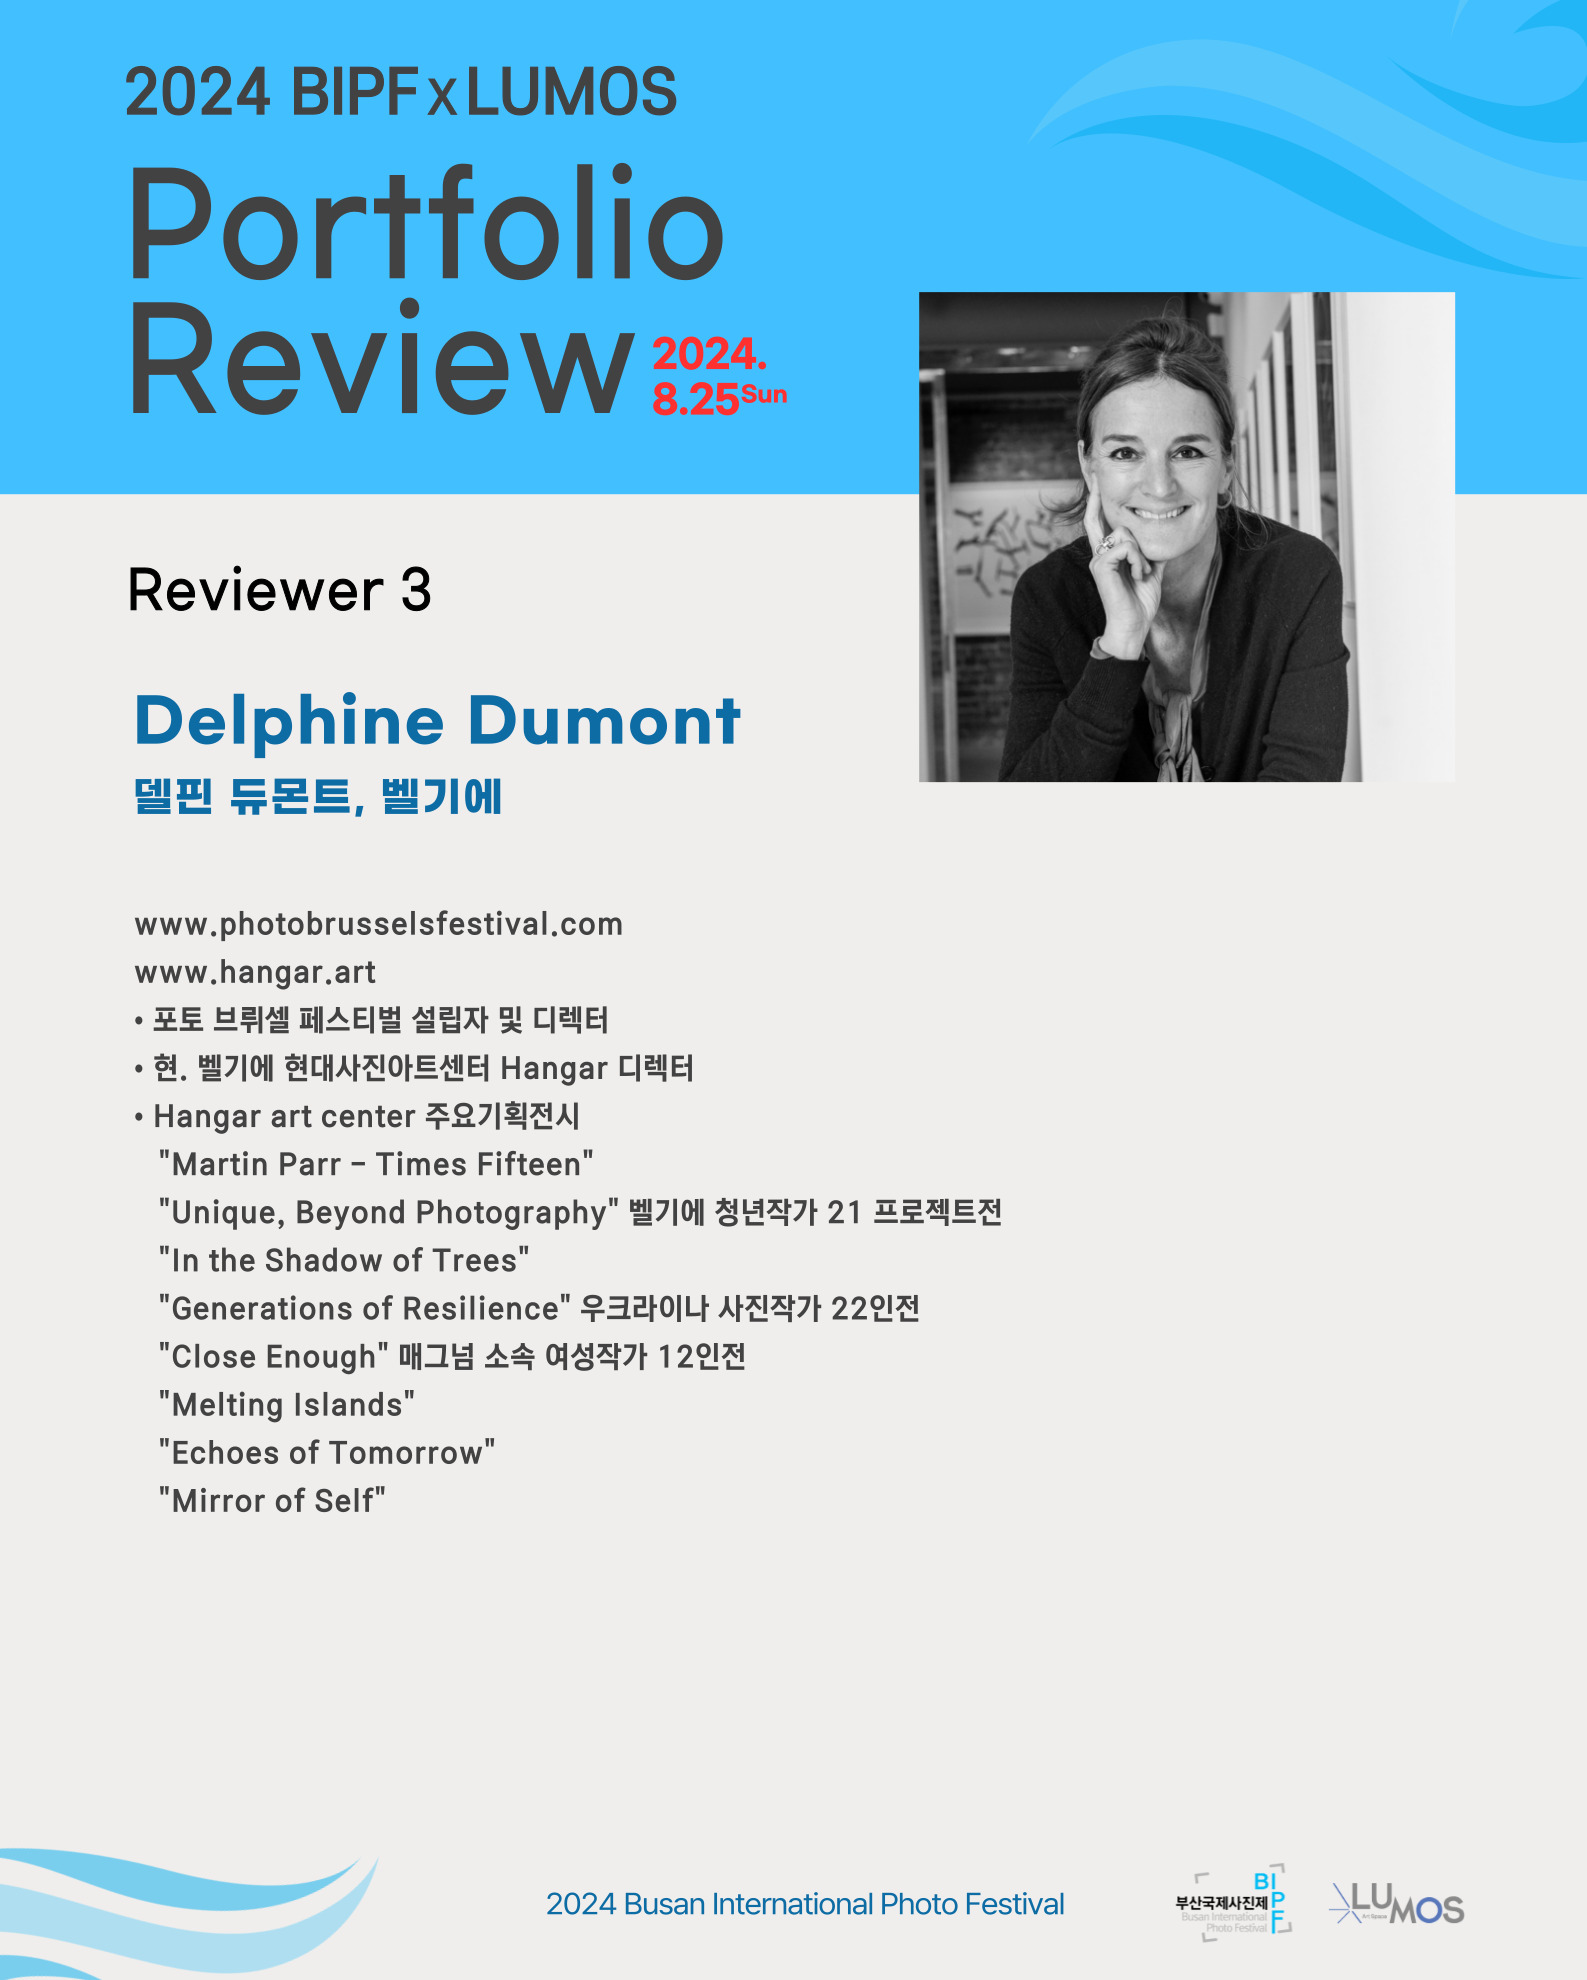 2024 BIPF x LUMOS
Portfolio
Review
2024.
8.25Sun
Reviewer 3
Delphine Dumont
델핀 듀몬트, 벨기에
www.photobrusselsfestival.com
www.hangar.art
• 포토 브뤼셀 페스티벌 설립자 및 디렉터
• 현. 벨기에 현대사진아트센터 Hangar 디렉터
• Hangar art center 주요기획전시
"Martin Parr - Times Fifteen"
"Unique, Beyond Photography" 벨기에 청년작가 21 프로젝트전
"In the Shadow of Trees"
"Generations of Resilience" 우크라이나 사진작가 22인전
"Close Enough" 매그넘 소속 여성작가 12인전
"Melting Islands"
"Echoes of Tomorrow"
"Mirror of Self"
2024 Busan International Photo Festival
BIPF
부산국제사진제
Busan International
Photo Festival
LUMOS
Art Space